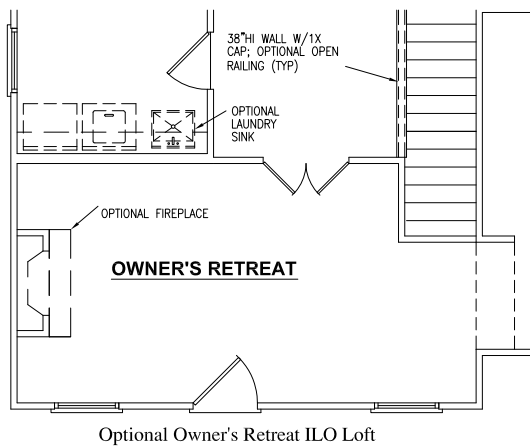 38"HI WALL W/1X
CAP; OPTIONAL OPEN
RAILING (TYP)
OPTIONAL
LAUNDRY
SINK
OPTIONAL FIREPLACE
OWNER'S RETREAT
Optional Owner's Retreat ILO Loft